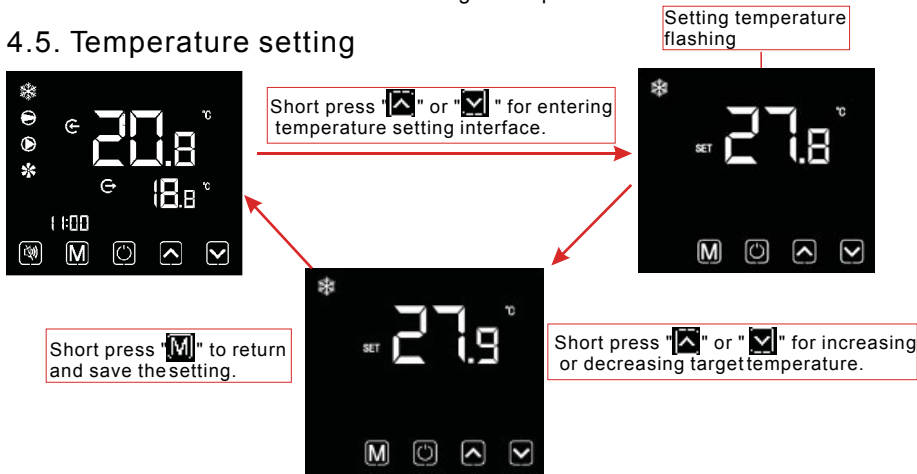 4.5. Temperature setting
Setting temperature
flashing
20.8 ℃
18.8 ℃
11:00
M
Short press "" or "" for entering
temperature setting interface.
SET 27.8 ℃
M
Short press "" or "" for increasing
or decreasing target temperature.
SET 27.9 ℃
M
Short press "M" to return
and save the setting.